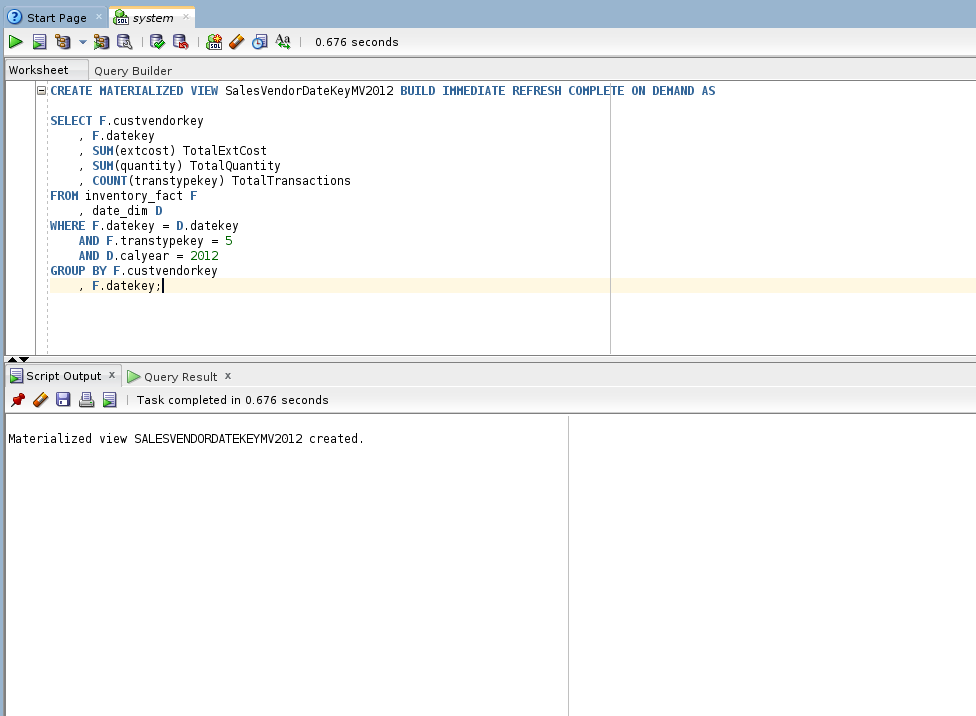 Start Page
system
0.676 seconds
Worksheet
Query Builder
CREATE MATERIALIZED VIEW SalesVendorDateKeyMV2012 BUILD IMMEDIATE REFRESH COMPLETE ON DEMAND AS
SELECT F.custvendorkey
, F.datekey
, SUM(extcost) TotalExtCost
, SUM(quantity) TotalQuantity
, COUNT(transtypekey) TotalTransactions
FROM inventory_fact F
, date_dim D
WHERE F.datekey = D.datekey
AND F.transtypekey = 5
AND D.calyear = 2012
GROUP BY F.custvendorkey
, F.datekey;
Script Output x
Query Result x
Task completed in 0.676 seconds
Materialized view SALESVENDORDATEKEYMV2012 created.